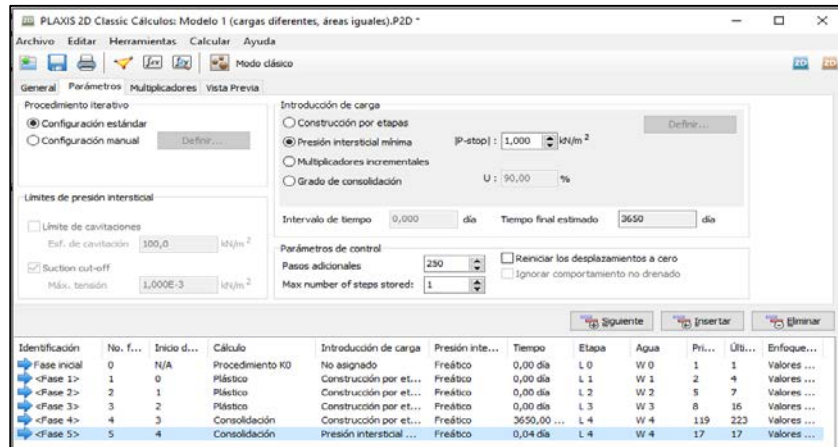 PLAXIS 2D Classic Cálculos: Modelo 1 (cargas diferentes, áreas iguales).P2D *
Archivo Editar Herramientas Calcular Ayuda
Modo clásico
General Parámetros Multiplicadores Vista Previa
Procedimiento iterativo
Configuración estándar
Configuración manual Definir...
Introducción de carga
Construcción por etapas Definir...
Presión intersticial mínima |P-stop| : 1,000 kN/m 2
Multiplicadores incrementales
Grado de consolidación U : 90,00 %
Intervalo de tiempo 0,000 día Tiempo final estimado 3650 día
Límites de presión intersticial
Límite de cavitaciones
Esf. de cavitación 100,0 kN/m 2
Suction cut-off
Máx. tensión 1,000E-3 kN/m 2
Parámetros de control
Pasos adicionales 250
Max number of steps stored: 1
Reiniciar los desplazamientos a cero
Ignorar comportamiento no drenado
Siguiente Insertar Eliminar
Identificación No. f... Inicio d... Cálculo Introducción de carga Presión inte... Tiempo Etapa Agua Pri... Últi... Enfoque...
Fase inicial 0 N/A Procedimiento K0 No asignado Freático 0,00 día L 0 W 0 1 1 Valores ...
<Fase 1> 1 0 Plástico Construcción por et... Freático 0,00 día L 1 W 1 2 4 Valores ...
<Fase 2> 2 1 Plástico Construcción por et... Freático 0,00 día L 2 W 2 5 7 Valores ...
<Fase 3> 3 2 Plástico Construcción por et... Freático 0,00 día L 3 W 3 8 16 Valores ...
<Fase 4> 4 3 Consolidación Construcción por et... Freático 3650,00 ... L 4 W 4 119 223 Valores ...
<Fase 5> 5 4 Consolidación Presión intersticial ... Freático 0,04 día L 4 W 4 17 17 Valores ...